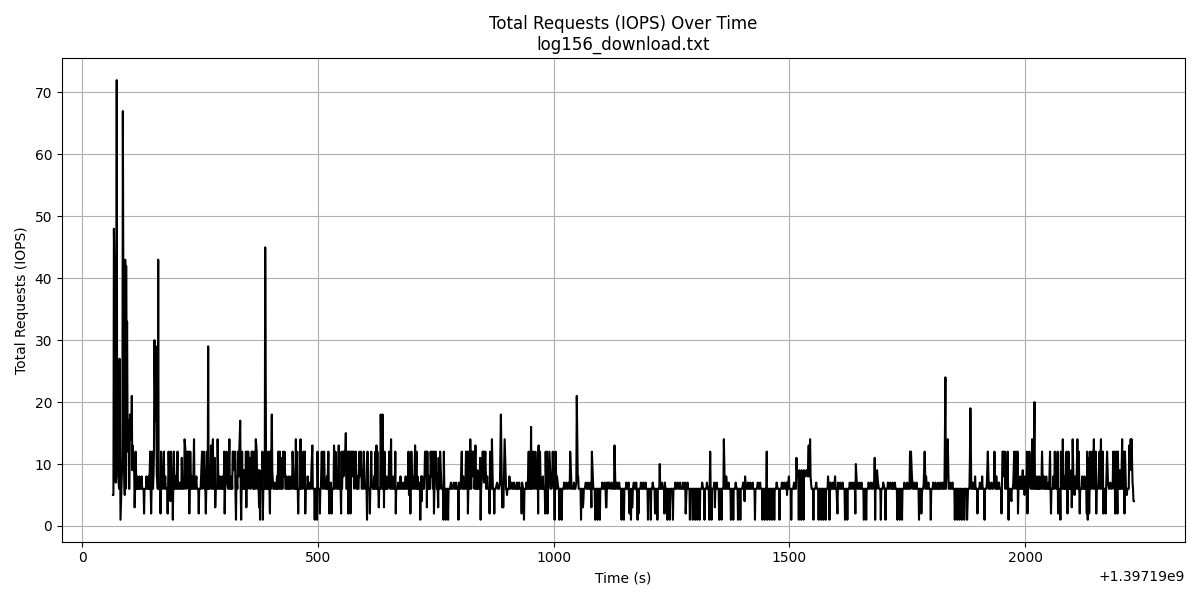 Total Requests (IOPS) Over Time
log156_download.txt
Total Requests (IOPS)
70
60
50
40
30
20
10
0
0 500 1000 1500 2000
Time (s)
+1.39719e9